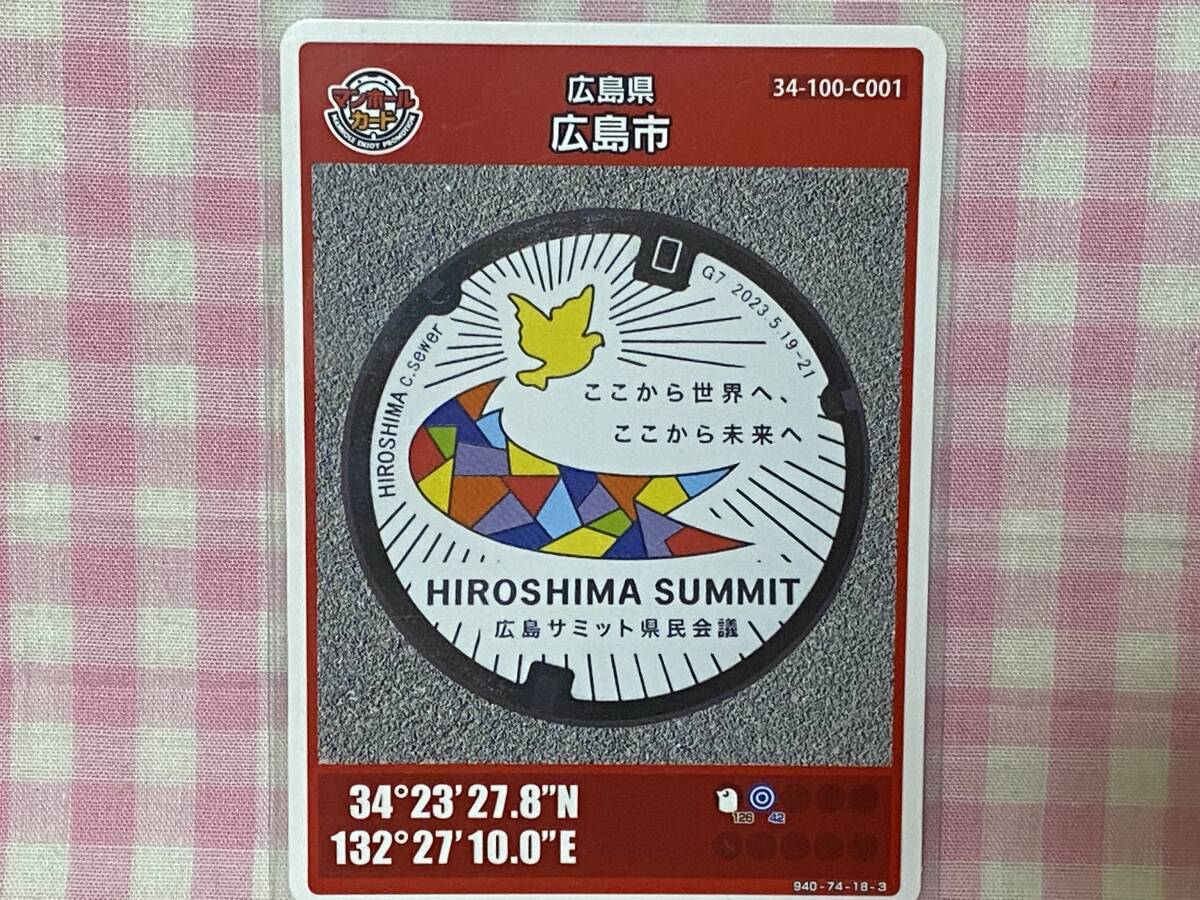 マンホール
カード
MANHOLE ENJOY PROMOTION
広島県
広島市
34-100-C001
G7 2023.5.19-21
HIROSHIMA c.sewer
ここから世界へ、
ここから未来へ
HIROSHIMA SUMMIT
広島サミット県民会議
34°23'27.8"N
132°27'10.0"E
126
42
940-74-18-3